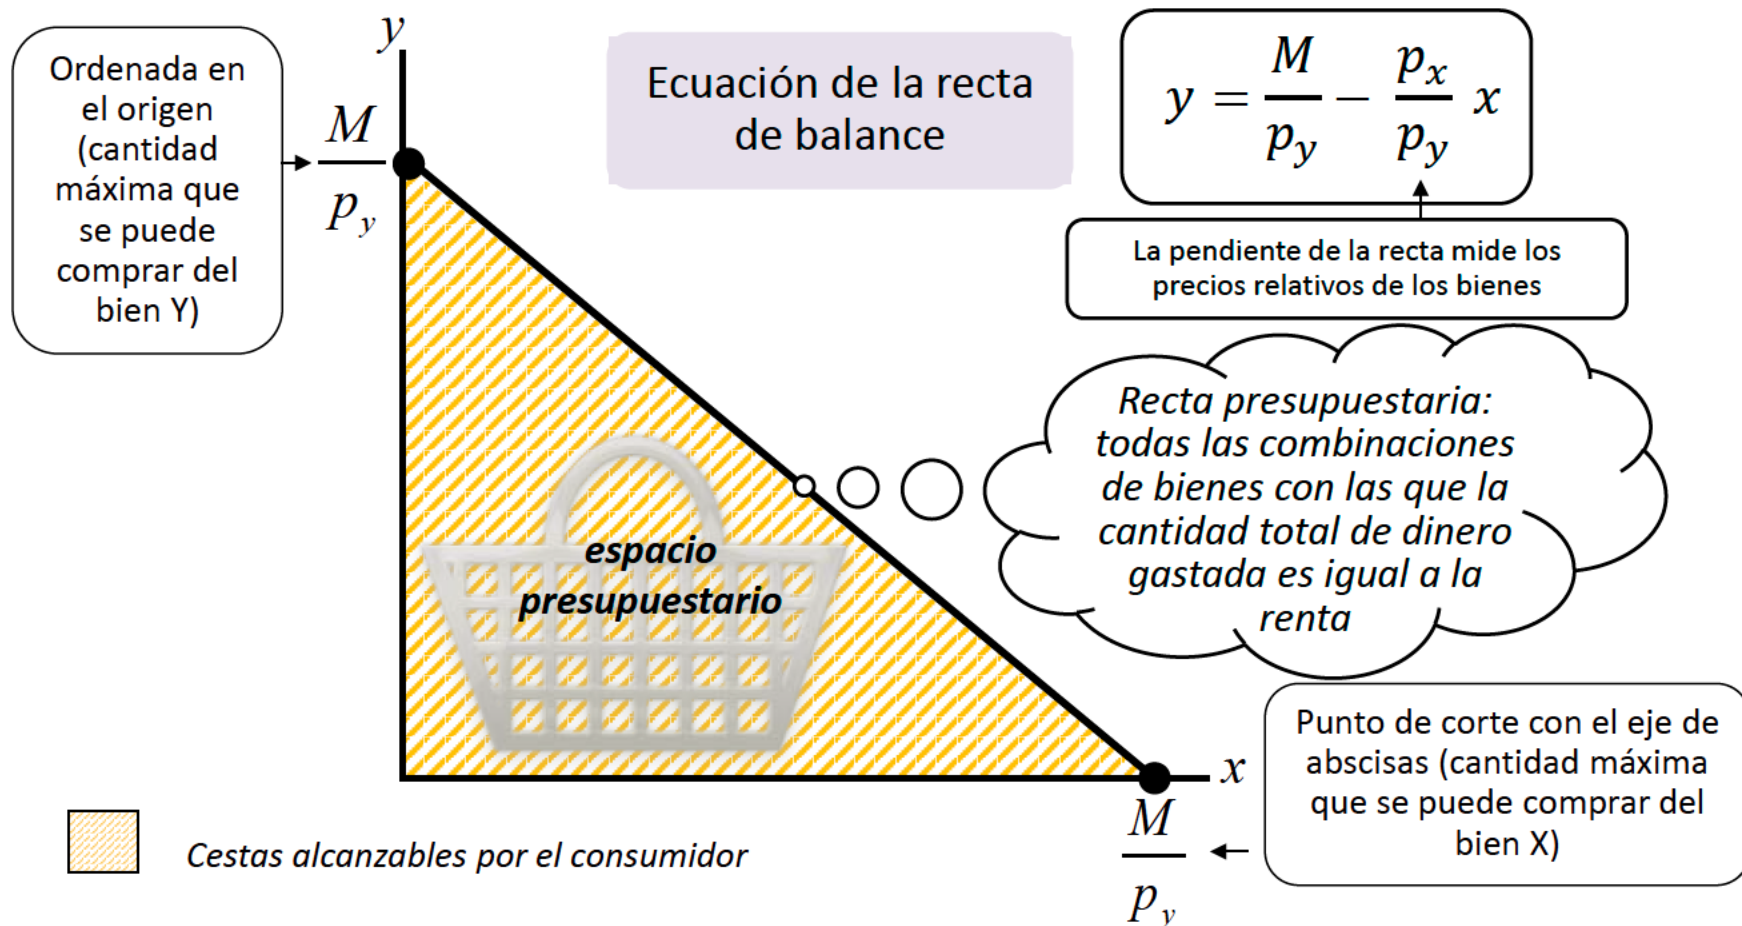 Ordenada en
el origen
(cantidad
máxima que
se puede
comprar del
bien Y)
y
M
p_y
Ecuación de la recta
de balance
y = M/p_y − p_x/p_y x
La pendiente de la recta mide los
precios relativos de los bienes
Recta presupuestaria:
todas las combinaciones
de bienes con las que la
cantidad total de dinero
gastada es igual a la
renta
espacio
presupuestario
x
M
p_y
Punto de corte con el eje de
abscisas (cantidad máxima
que se puede comprar del
bien X)
Cestas alcanzables por el consumidor